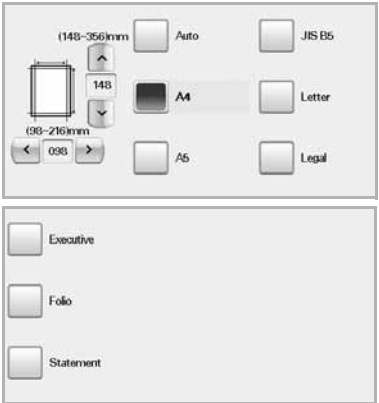 (148~356)mm
Auto
JIS B5
148
A4
Letter
(98~216)mm
098
A5
Legal
Executive
Folio
Statement